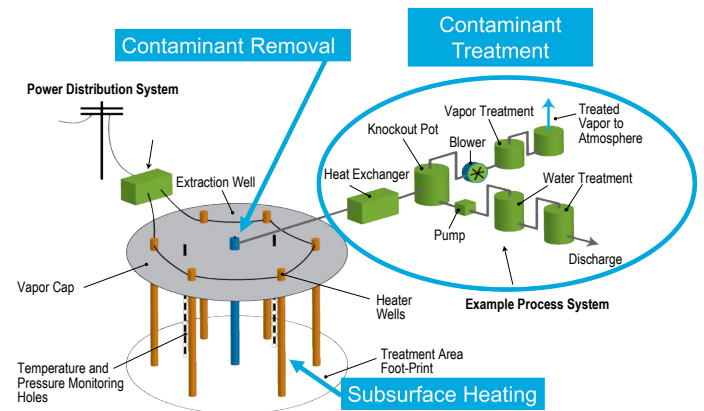 Contaminant Removal
Contaminant
Treatment
Power Distribution System
Extraction Well
Vapor Cap
Temperature and
Pressure Monitoring
Holes
Heater
Wells
Treatment Area
Foot-Print
Subsurface Heating
Heat Exchanger
Knockout Pot
Blower
Vapor Treatment
Treated
Vapor to
Atmosphere
Water Treatment
Pump
Discharge
Example Process System